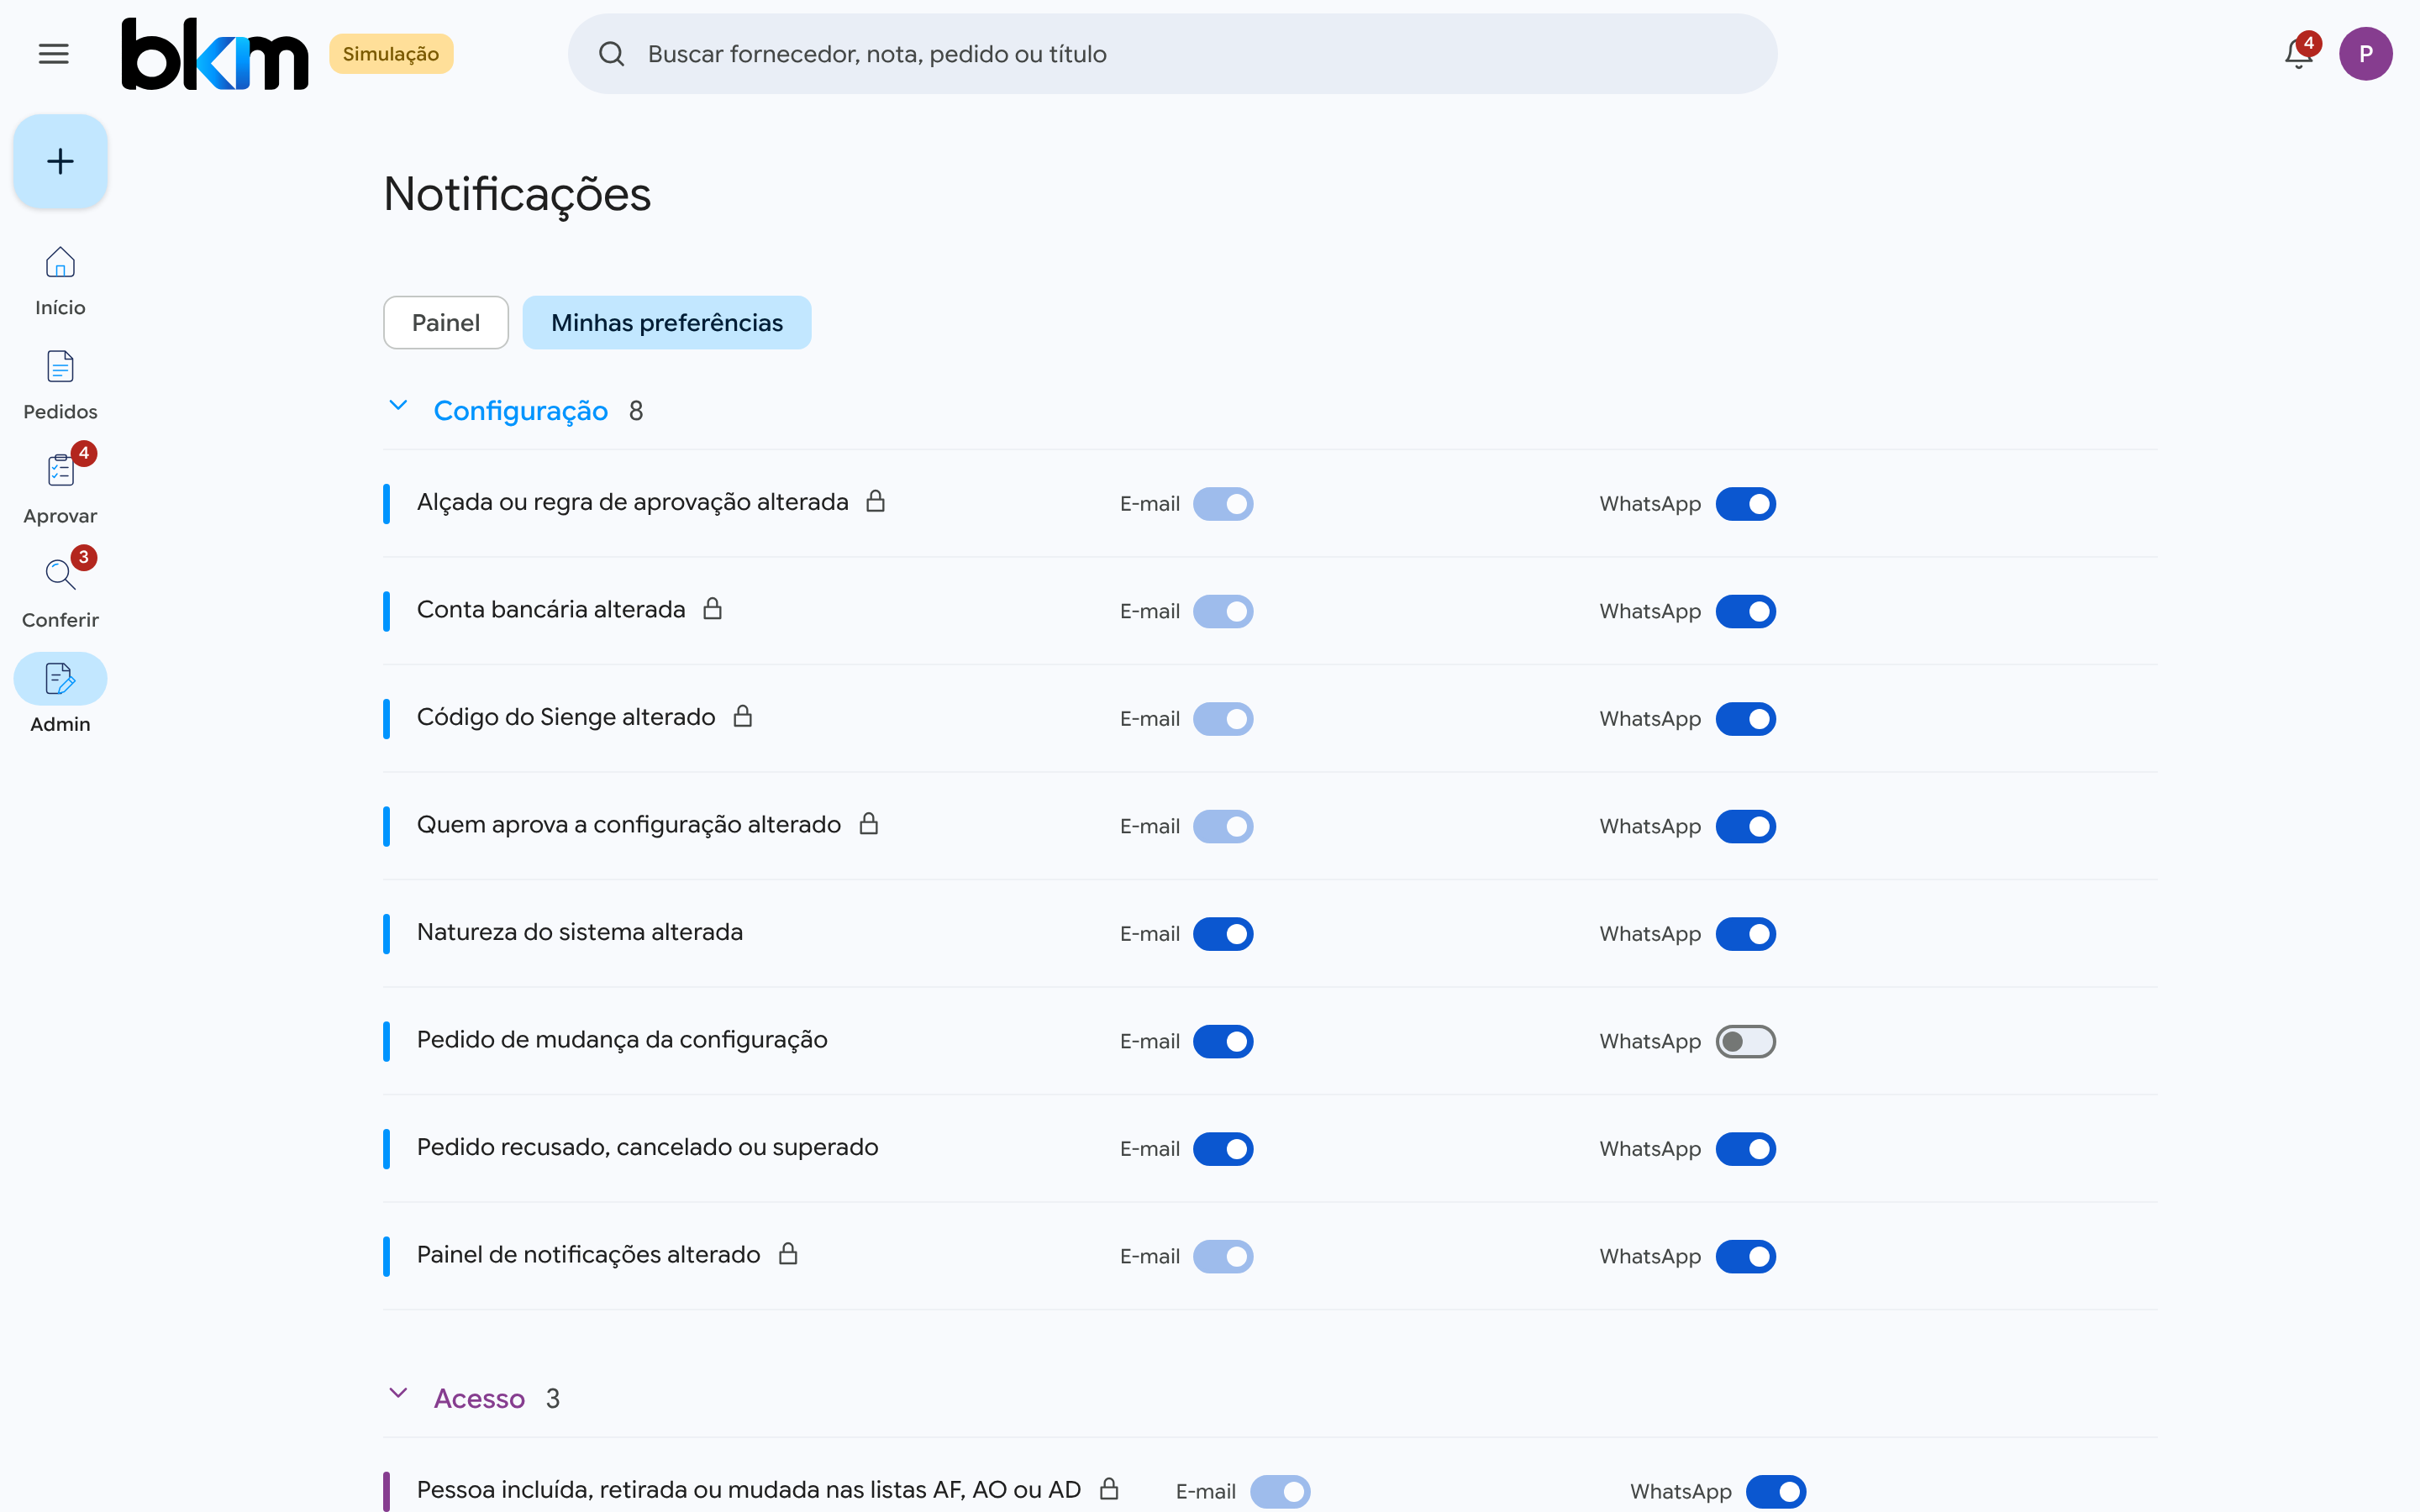 bkm
Simulação
Buscar fornecedor, nota, pedido ou título
4
P
Início
Pedidos
4
Aprovar
3
Conferir
Admin
Notificações
Painel
Minhas preferências
Configuração 8
Alçada ou regra de aprovação alterada E-mail WhatsApp
Conta bancária alterada E-mail WhatsApp
Código do Sienge alterado E-mail WhatsApp
Quem aprova a configuração alterado E-mail WhatsApp
Natureza do sistema alterada E-mail WhatsApp
Pedido de mudança da configuração E-mail WhatsApp
Pedido recusado, cancelado ou superado E-mail WhatsApp
Painel de notificações alterado E-mail WhatsApp
Acesso 3
Pessoa incluída, retirada ou mudada nas listas AF, AO ou AD E-mail WhatsApp